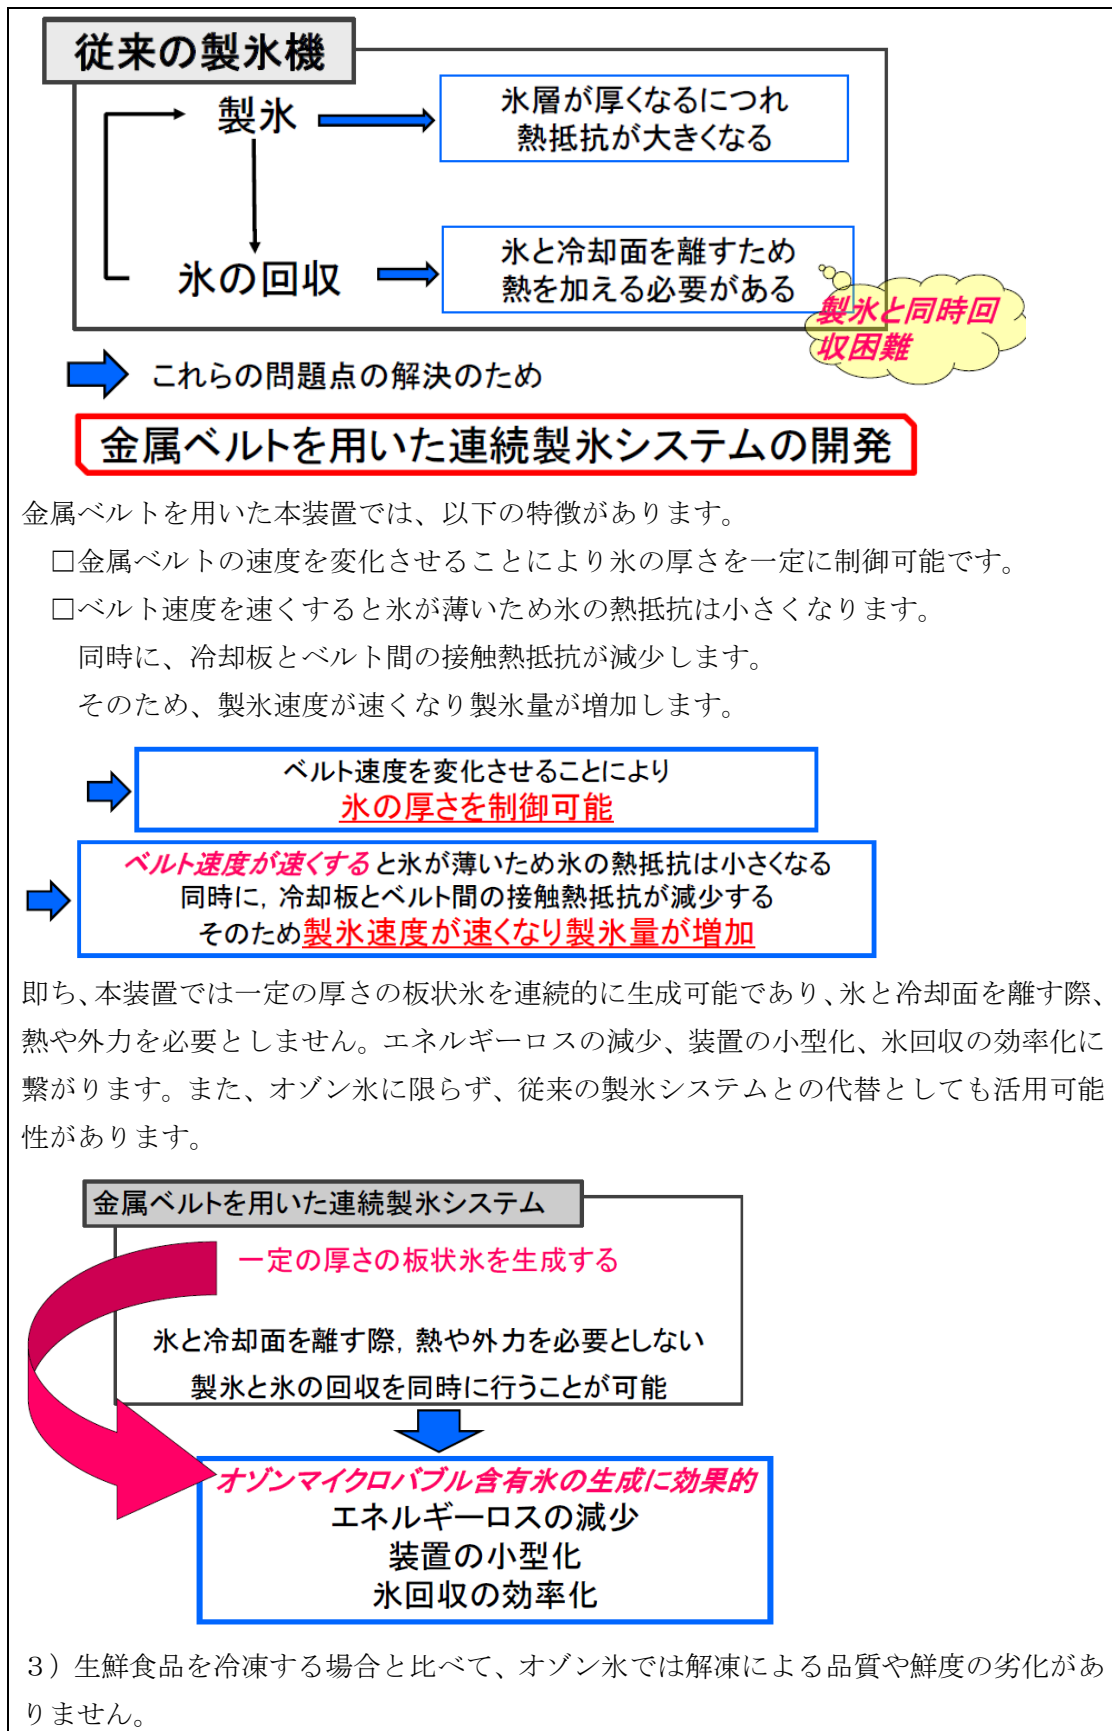 従来の製氷機
製氷
氷層が厚くなるにつれ
熱抵抗が大きくなる
氷の回収
氷と冷却面を離すため
熱を加える必要がある
製氷と同時回
収困難
これらの問題点の解決のため
金属ベルトを用いた連続製氷システムの開発
金属ベルトを用いた本装置では、以下の特徴があります。
□金属ベルトの速度を変化させることにより氷の厚さを一定に制御可能です。
□ベルト速度を速くすると氷が薄いため氷の熱抵抗は小さくなります。
同時に、冷却板とベルト間の接触熱抵抗が減少します。
そのため、製氷速度が速くなり製氷量が増加します。
ベルト速度を変化させることにより
氷の厚さを制御可能
ベルト速度が速くすると氷が薄いため氷の熱抵抗は小さくなる
同時に，冷却板とベルト間の接触熱抵抗が減少する
そのため製氷速度が速くなり製氷量が増加
即ち、本装置では一定の厚さの板状氷を連続的に生成可能であり、氷と冷却面を離す際、
熱や外力を必要としません。エネルギーロスの減少、装置の小型化、氷回収の効率化に
繋がります。また、オゾン氷に限らず、従来の製氷システムとの代替としても活用可能
性があります。
金属ベルトを用いた連続製氷システム
一定の厚さの板状氷を生成する
氷と冷却面を離す際，熱や外力を必要としない
製氷と氷の回収を同時に行うことが可能
オゾンマイクロバブル含有氷の生成に効果的
エネルギーロスの減少
装置の小型化
氷回収の効率化
３）生鮮食品を冷凍する場合と比べて、オゾン氷では解凍による品質や鮮度の劣化があ
りません。